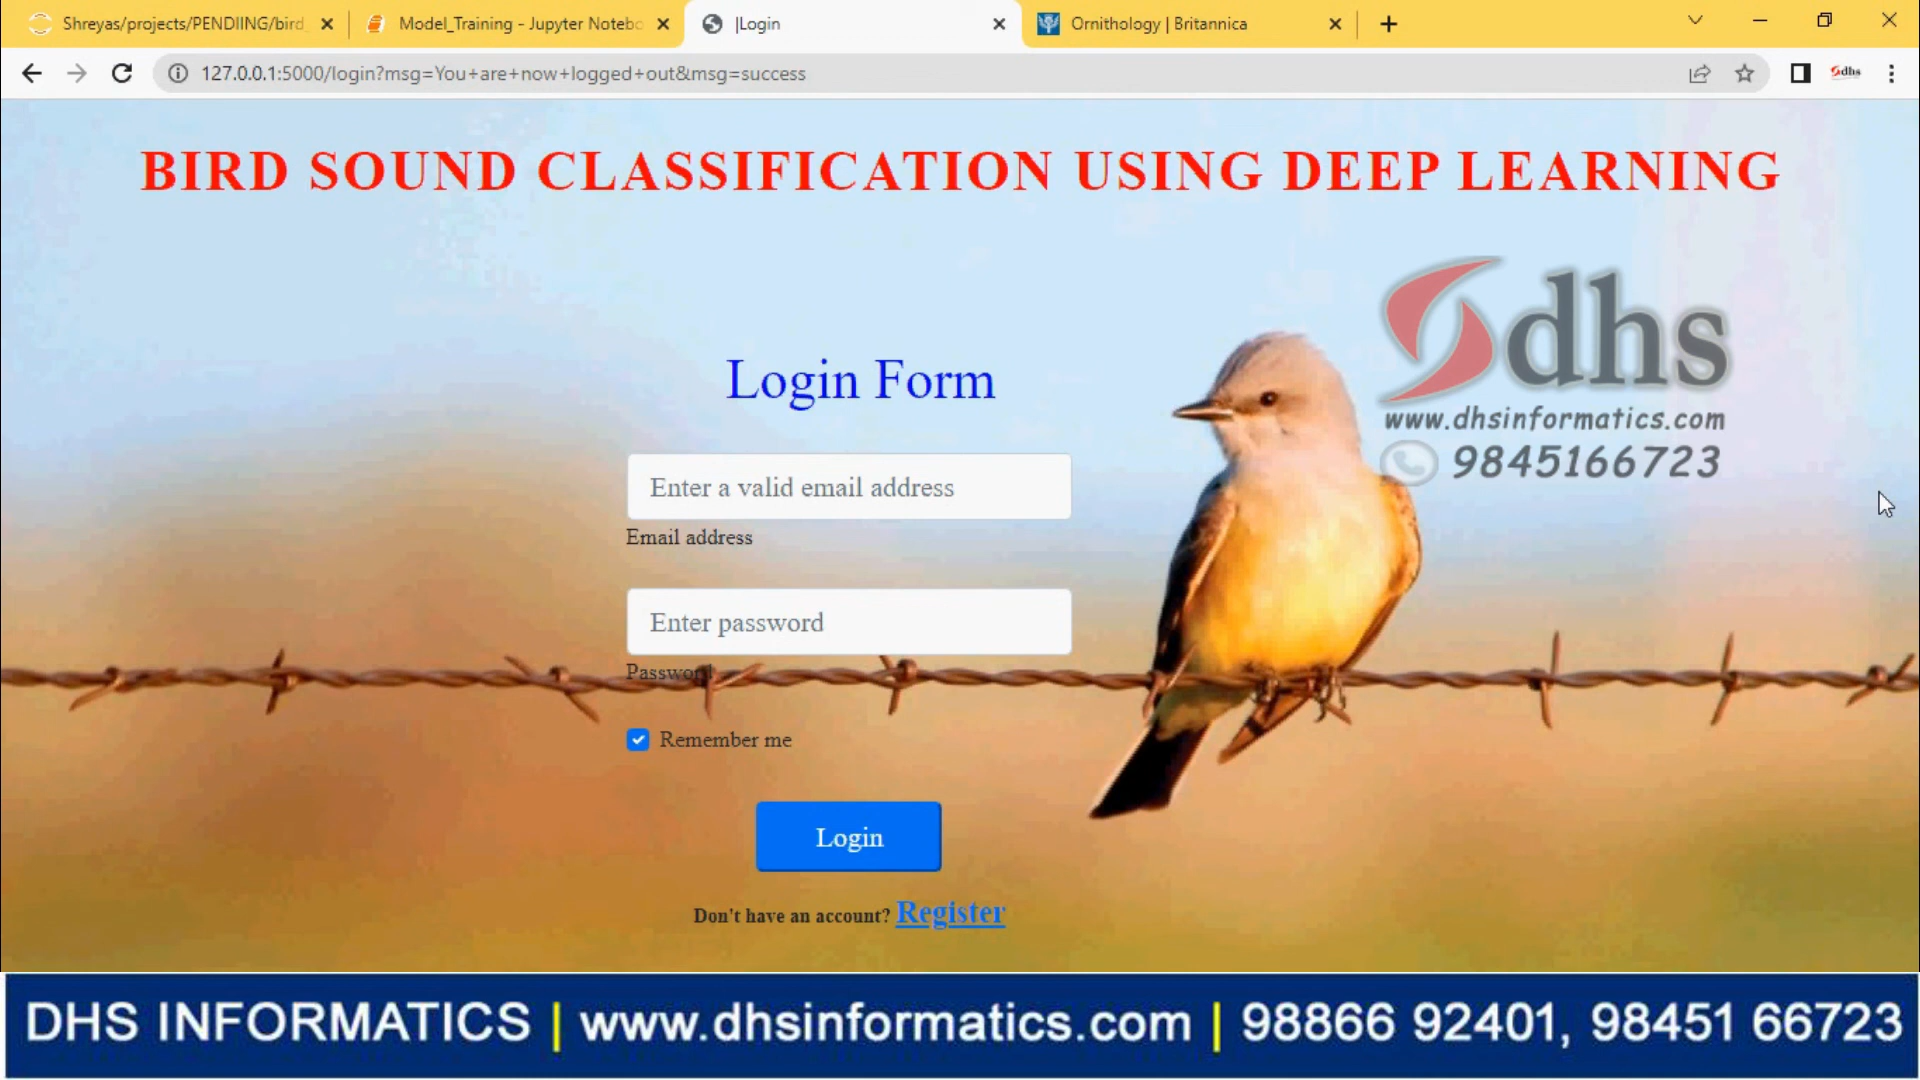 Shreyas/projects/PENDIING/bird_
Model_Training - Jupyter Notebo
|Login
Ornithology | Britannica
127.0.0.1:5000/login?msg=You+are+now+logged+out&msg=success
dhs
BIRD SOUND CLASSIFICATION USING DEEP LEARNING
dhs
www.dhsinformatics.com
9845166723
Login Form
Enter a valid email address
Email address
Enter password
Password
Remember me
Login
Don't have an account? Register
DHS INFORMATICS | www.dhsinformatics.com | 98866 92401, 98451 66723